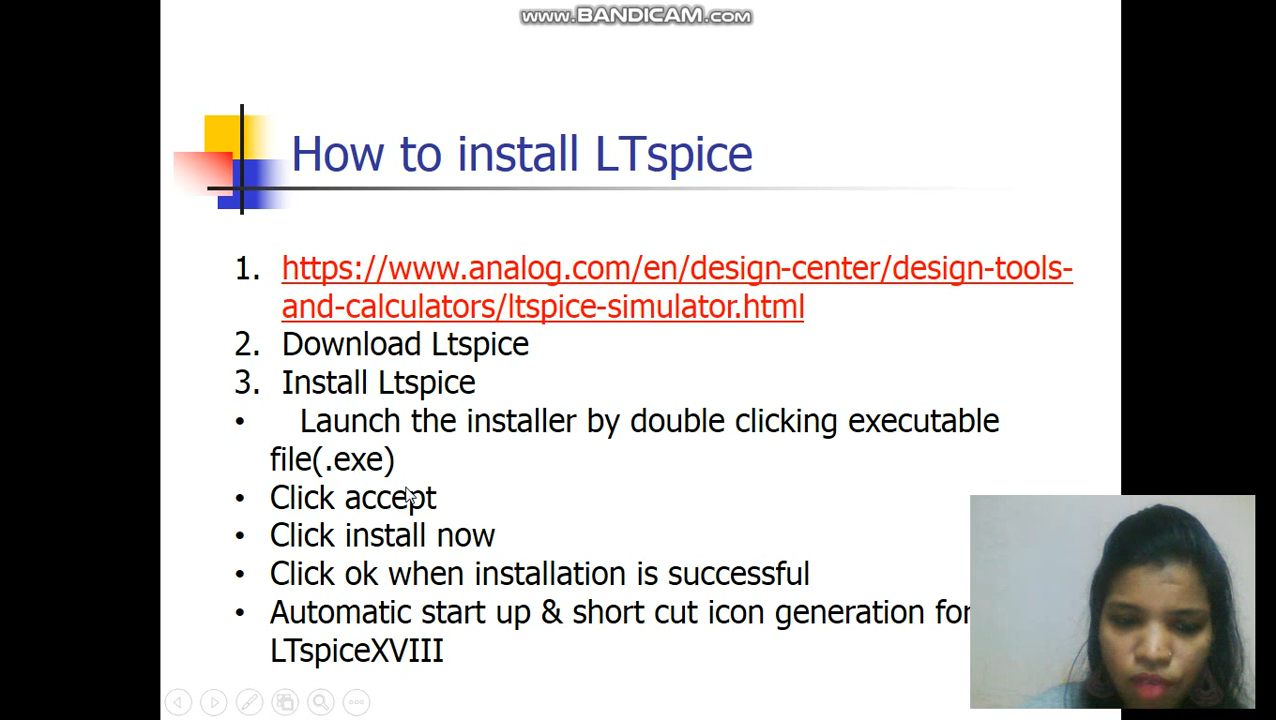 www.BANDICAM.com
How to install LTspice
1. https://www.analog.com/en/design-center/design-tools-
and-calculators/ltspice-simulator.html
2. Download Ltspice
3. Install Ltspice
• Launch the installer by double clicking executable
file(.exe)
• Click accept
• Click install now
• Click ok when installation is successful
• Automatic start up & short cut icon generation for
LTspiceXVIII